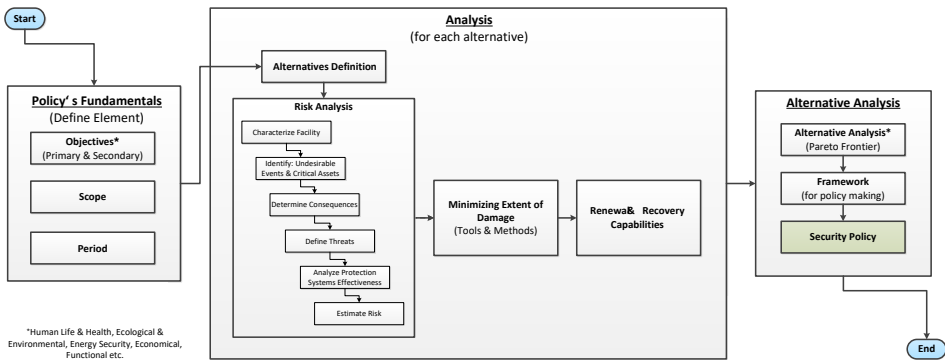 Start
Policy's Fundamentals
(Define Element)
Objectives*
(Primary & Secondary)
Scope
Period
*Human Life & Health, Ecological &
Environmental, Energy Security, Economical,
Functional etc.
Analysis
(for each alternative)
Alternatives Definition
Risk Analysis
Characterize Facility
Identify: Undesirable
Events & Critical Assets
Determine Consequences
Define Threats
Analyze Protection
Systems Effectiveness
Estimate Risk
Minimizing Extent of
Damage
(Tools & Methods)
Renewal& Recovery
Capabilities
Alternative Analysis
Alternative Analysis*
(Pareto Frontier)
Framework
(for policy making)
Security Policy
End